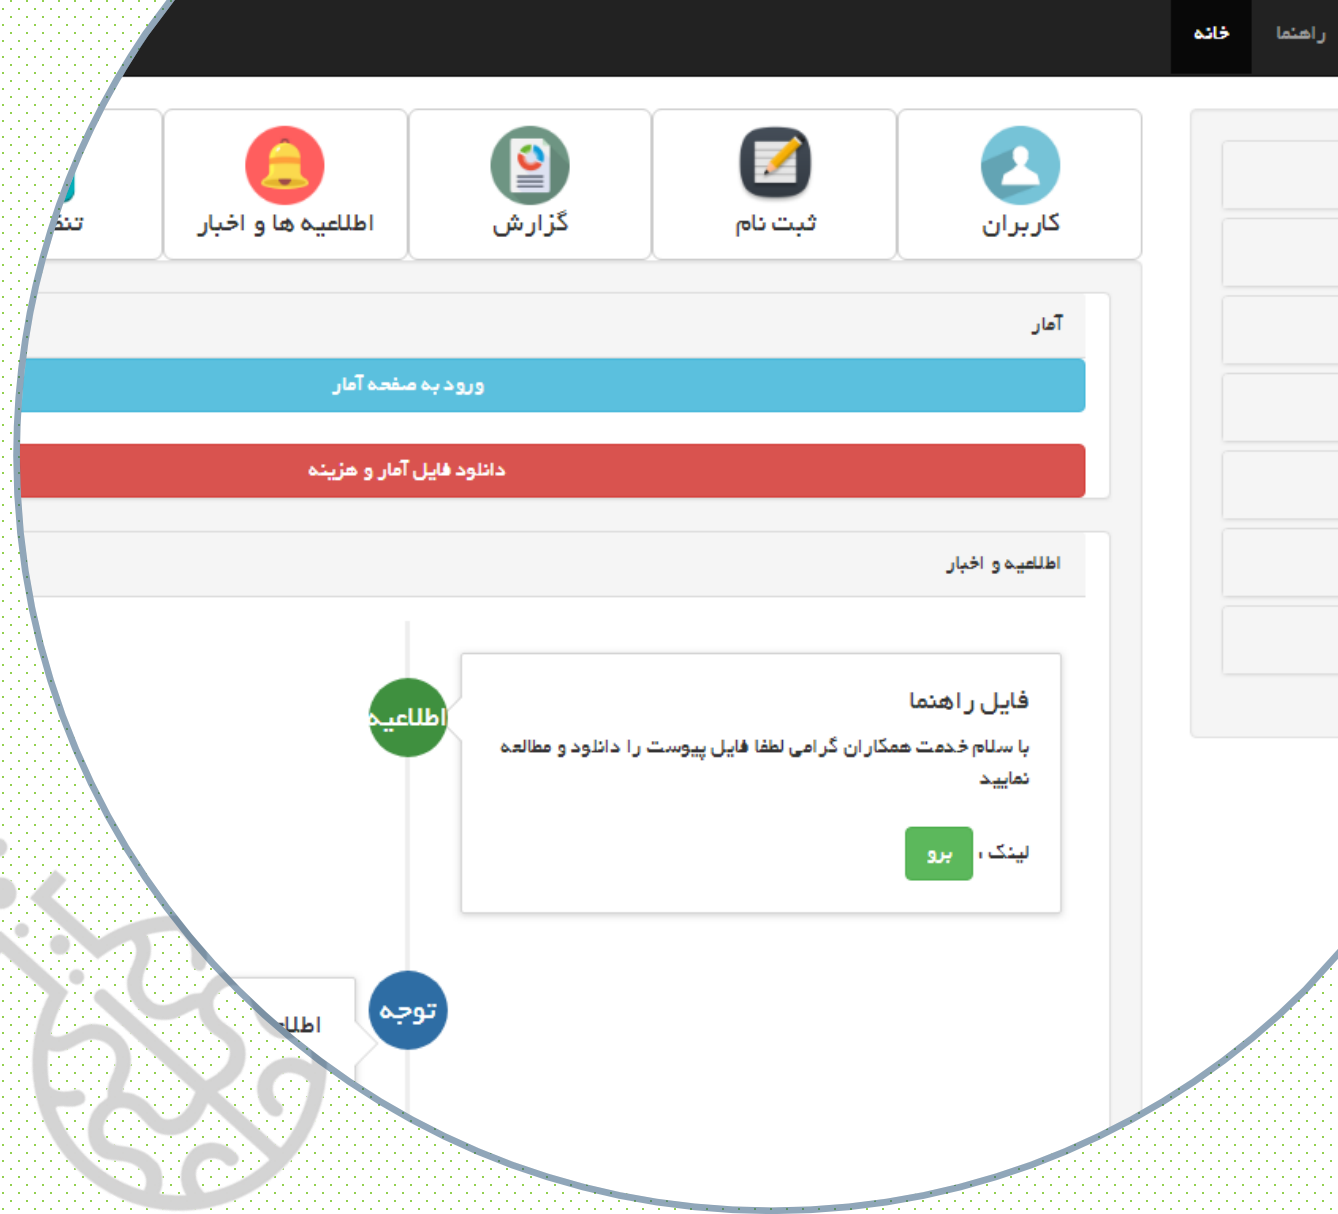 راهنما
خانه
کاربران
ثبت نام
گزارش
اطلاعیه ها و اخبار
آمار
ورود به صفحه آمار
دانلود فایل آمار و هزینه
اطلاعیه و اخبار
اطلاعیه
فایل راهنما
با سلام خدمت همکاران گرامی لطفا فایل پیوست را دانلود و مطالعه
نمایید
لینک : برو
توجه